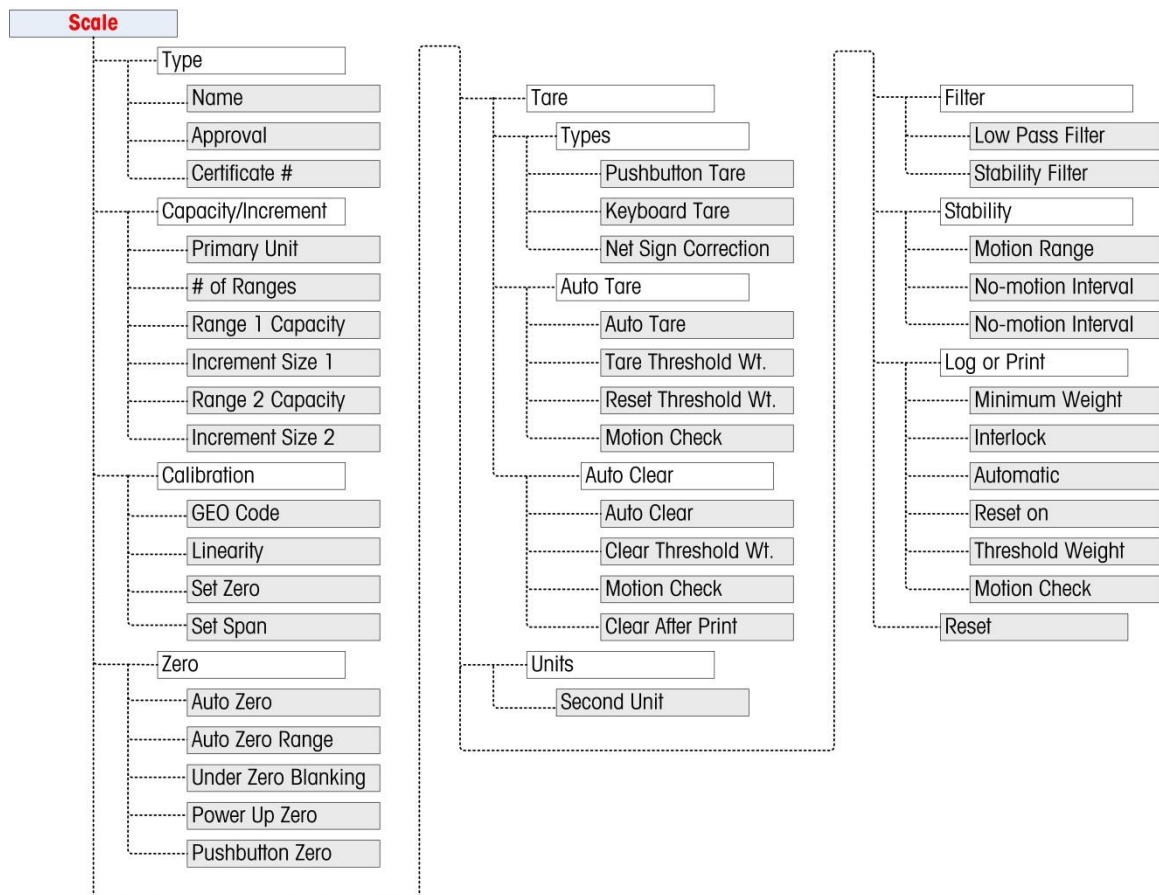 Scale
Type
Name
Approval
Certificate #
Capacity/Increment
Primary Unit
# of Ranges
Range 1 Capacity
Increment Size 1
Range 2 Capacity
Increment Size 2
Calibration
GEO Code
Linearity
Set Zero
Set Span
Zero
Auto Zero
Auto Zero Range
Under Zero Blanking
Power Up Zero
Pushbutton Zero
Tare
Types
Pushbutton Tare
Keyboard Tare
Net Sign Correction
Auto Tare
Auto Tare
Tare Threshold Wt.
Reset Threshold Wt.
Motion Check
Auto Clear
Auto Clear
Clear Threshold Wt.
Motion Check
Clear After Print
Units
Second Unit
Filter
Low Pass Filter
Stability Filter
Stability
Motion Range
No-motion Interval
No-motion Interval
Log or Print
Minimum Weight
Interlock
Automatic
Reset on
Threshold Weight
Motion Check
Reset